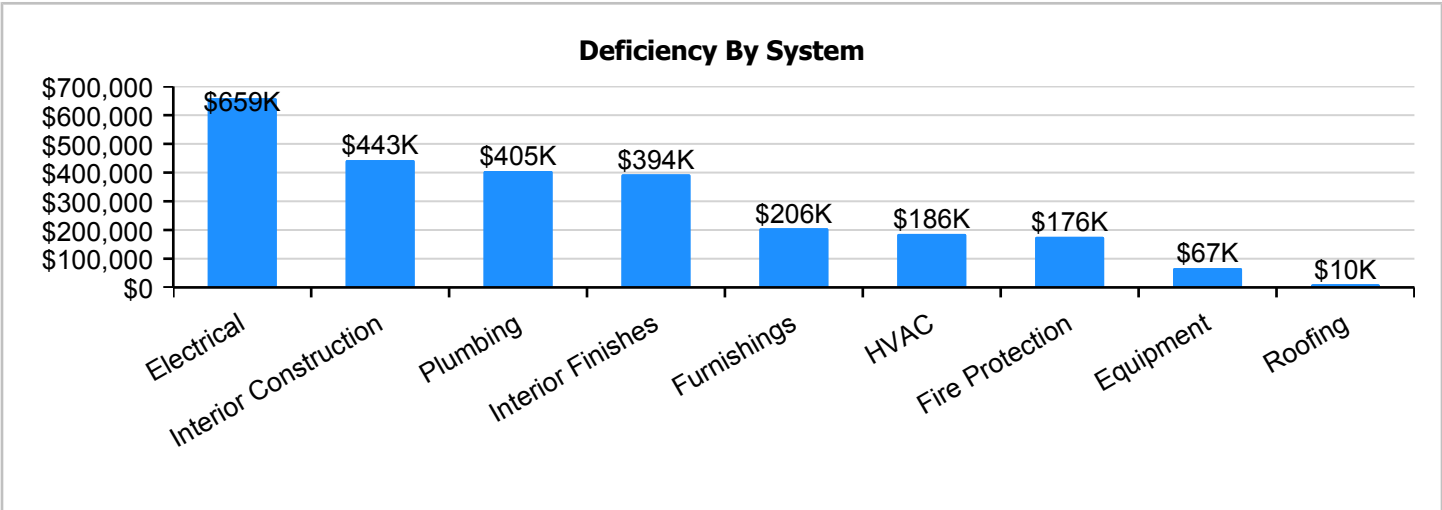 Deficiency By System
$700,000
$600,000
$500,000
$400,000
$300,000
$200,000
$100,000
$0
$659K
$443K
$405K
$394K
$206K
$186K
$176K
$67K
$10K
Electrical
Interior Construction
Plumbing
Interior Finishes
Furnishings
HVAC
Fire Protection
Equipment
Roofing